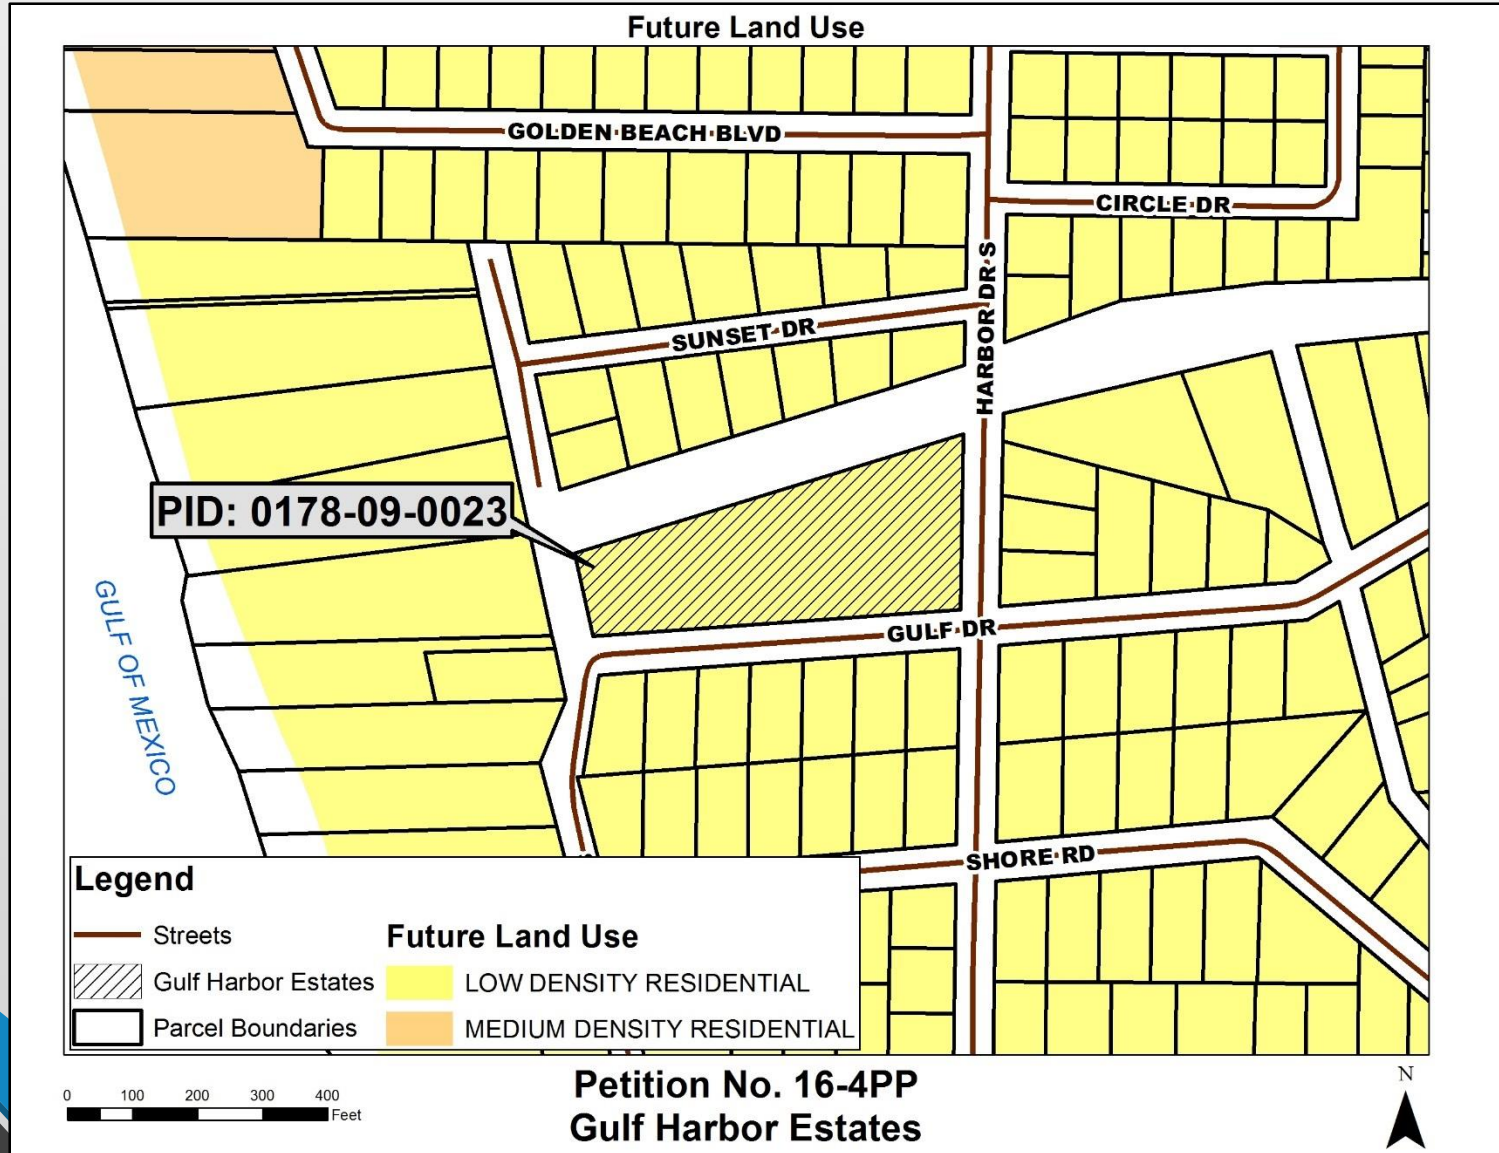 Future Land Use
GOLDEN BEACH BLVD
CIRCLE DR
HARBOR DR S
SUNSET DR
PID: 0178-09-0023
GULF OF MEXICO
GULF DR
SHORE RD
Legend
Streets
Gulf Harbor Estates
Parcel Boundaries
Future Land Use
LOW DENSITY RESIDENTIAL
MEDIUM DENSITY RESIDENTIAL
0 100 200 300 400
Feet
Petition No. 16-4PP
Gulf Harbor Estates
N